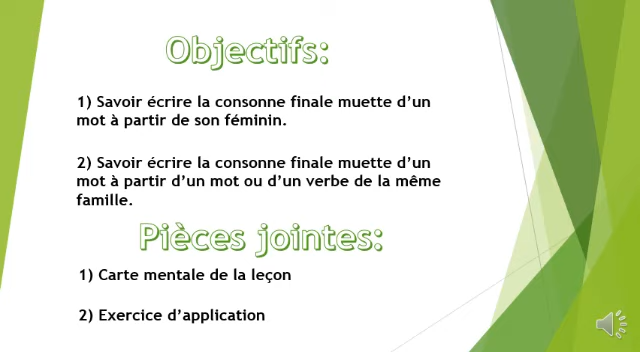 Objectifs:
1) Savoir écrire la consonne finale muette d’un
mot à partir de son féminin.
2) Savoir écrire la consonne finale muette d’un
mot à partir d’un mot ou d’un verbe de la même
famille.
Pièces jointes:
1) Carte mentale de la leçon
2) Exercice d’application